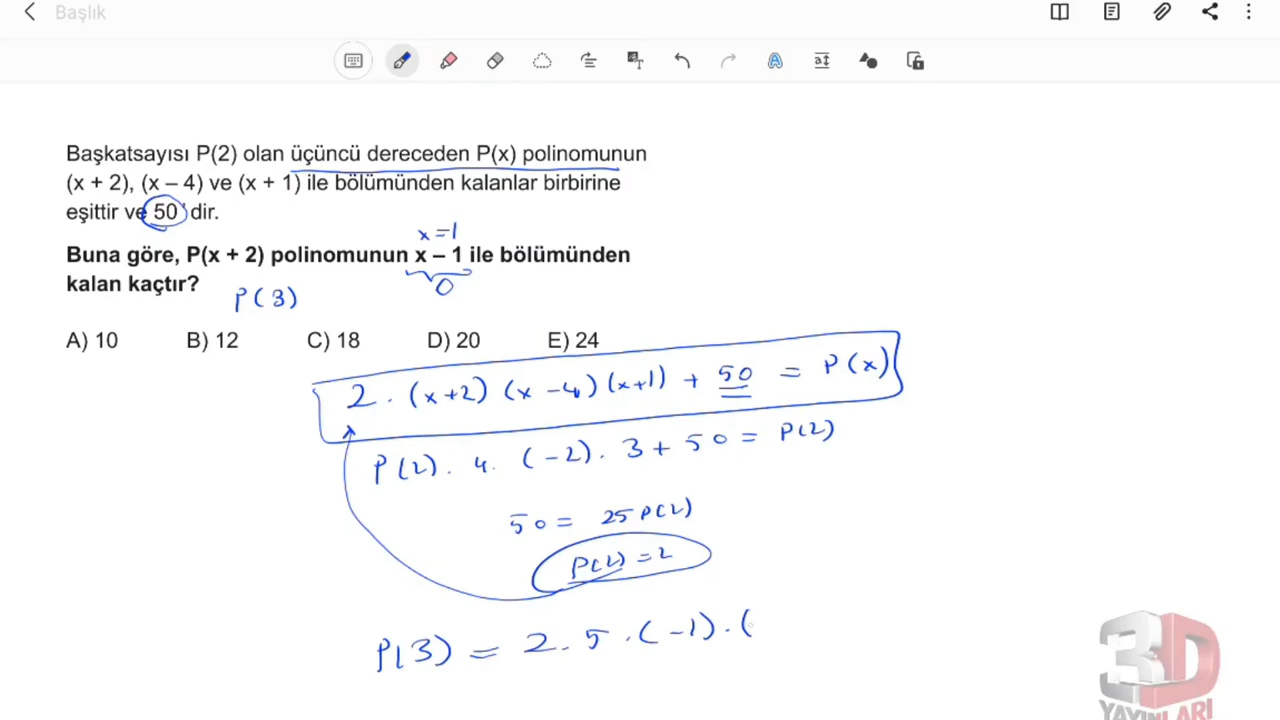 Başlık
Başkatsayısı P(2) olan üçüncü dereceden P(x) polinomunun
(x + 2), (x – 4) ve (x + 1) ile bölümünden kalanlar birbirine
eşittir ve 50 dir.
x = 1
Buna göre, P(x + 2) polinomunun x – 1 ile bölümünden
0
kalan kaçtır?
P(3)
A) 10 B) 12 C) 18 D) 20 E) 24
2 . (x+2) (x -4) (x+1) + 50 = P(x)
P(2) . 4 . (-2) . 3 + 50 = P(2)
50 = 25 P(2)
P(2) = 2
P(3) = 2 . 5 . (-1) . (
3D
YAYINLARI